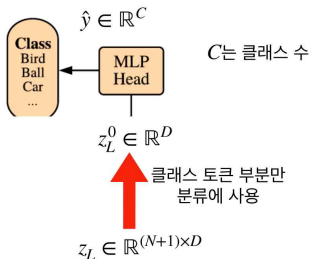 ŷ ∈ ℝ^C
Class
Bird
Ball
Car
...
MLP
Head
C는 클래스 수
z_L^0 ∈ ℝ^D
클래스 토큰 부분만
분류에 사용
z_L ∈ ℝ^{(N+1)×D}